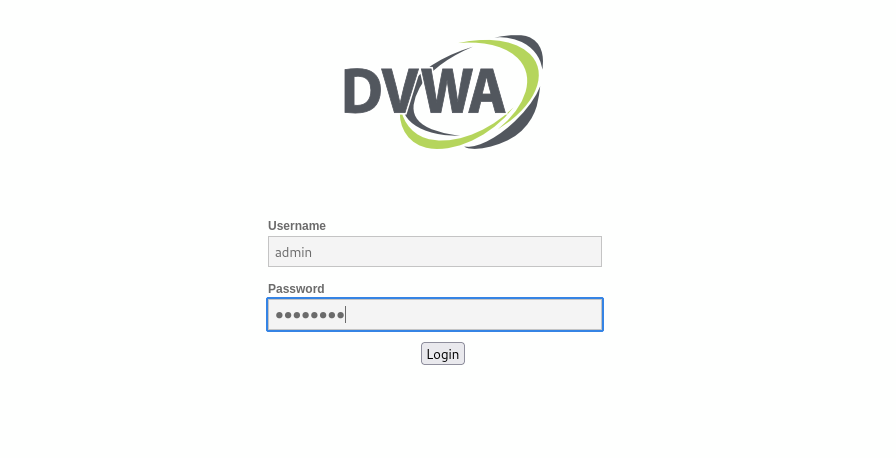 DVWA
Username
admin
Password
••••••••
Login